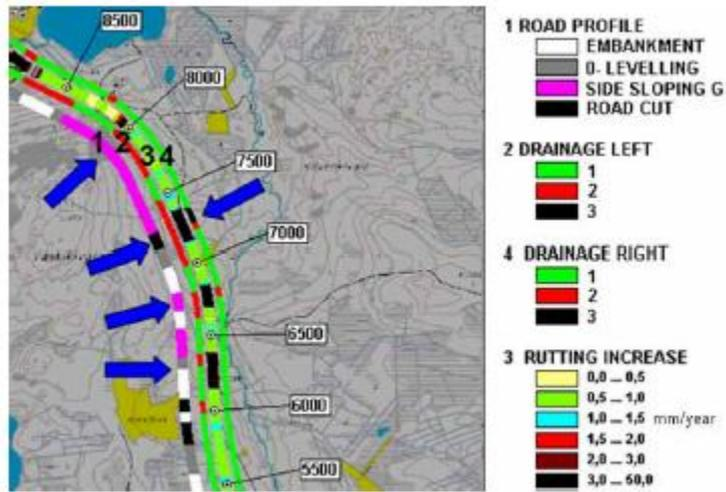 8500
8000
1 2 3 4
7500
7000
6500
6000
5500
1 ROAD PROFILE
EMBANKMENT
0- LEVELLING
SIDE SLOPING G
ROAD CUT
2 DRAINAGE LEFT
1
2
3
4 DRAINAGE RIGHT
1
2
3
3 RUTTING INCREASE
0,0 ... 0,5
0,5 ... 1,0
1,0 ... 1,5 mm/year
1,5 ... 2,0
2,0 ... 3,0
3,0 ... 50,0